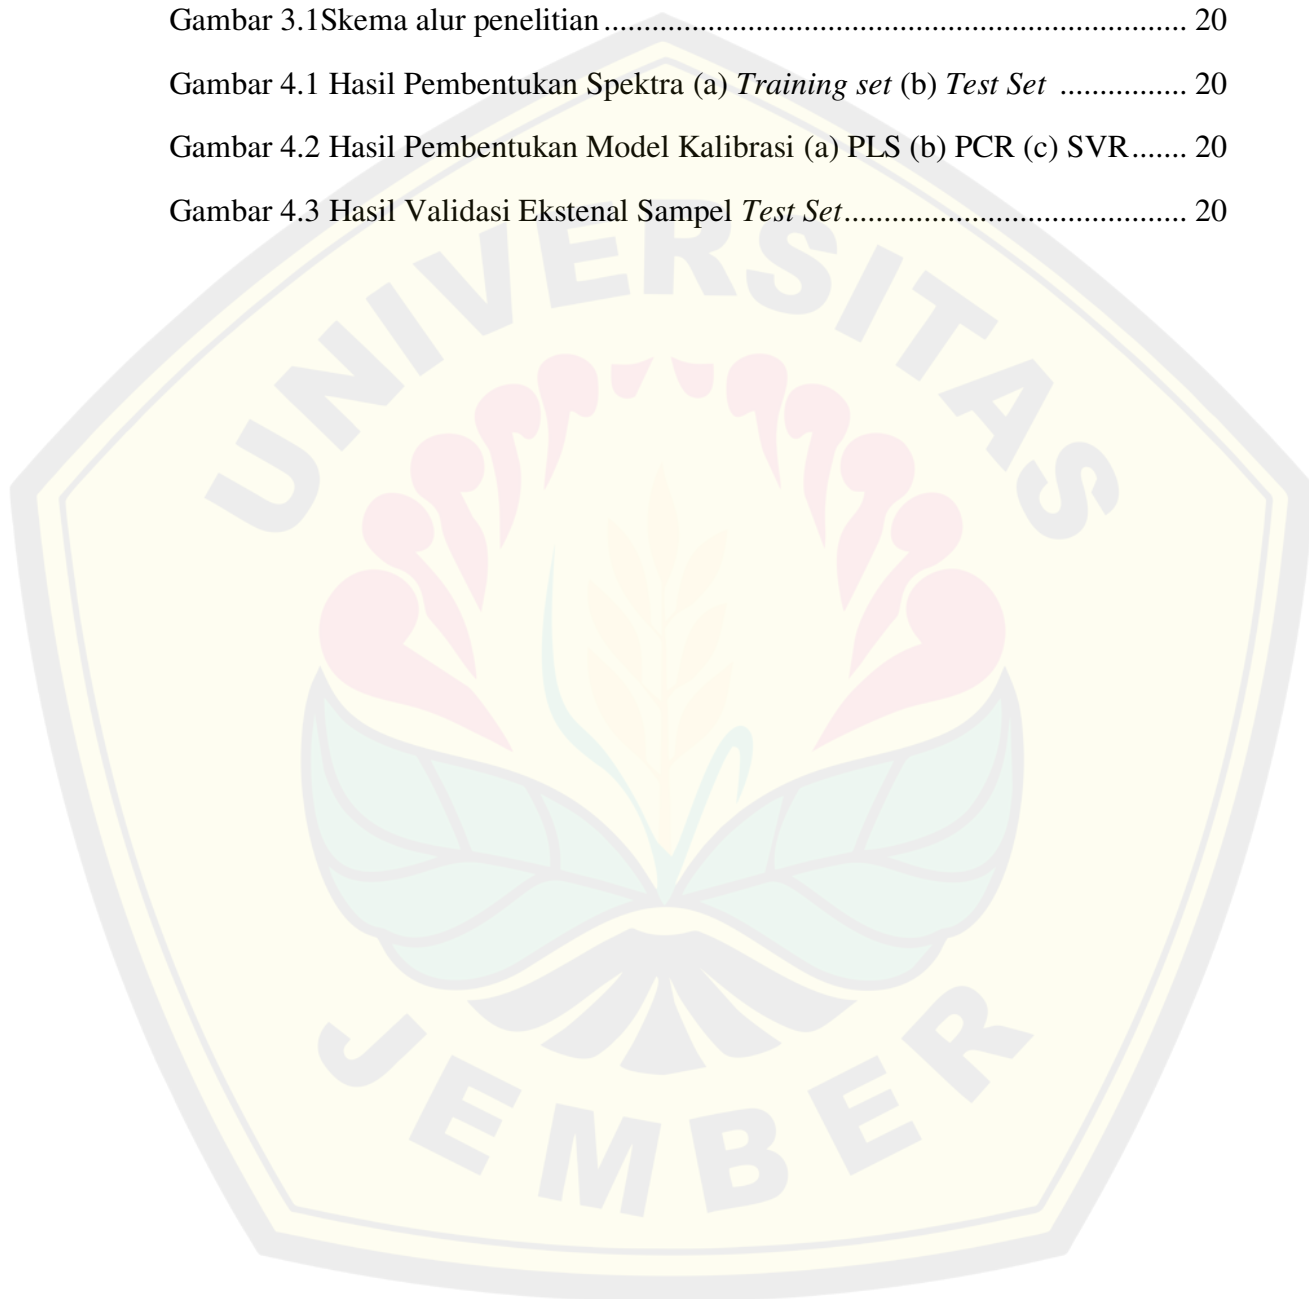 Gambar 3.1Skema alur penelitian ........................................................................... 20
Gambar 4.1 Hasil Pembentukan Spektra (a) Training set (b) Test Set ................ 20
Gambar 4.2 Hasil Pembentukan Model Kalibrasi (a) PLS (b) PCR (c) SVR....... 20
Gambar 4.3 Hasil Validasi Ekstenal Sampel Test Set............................................ 20
UNIVERSITAS
JEMBER